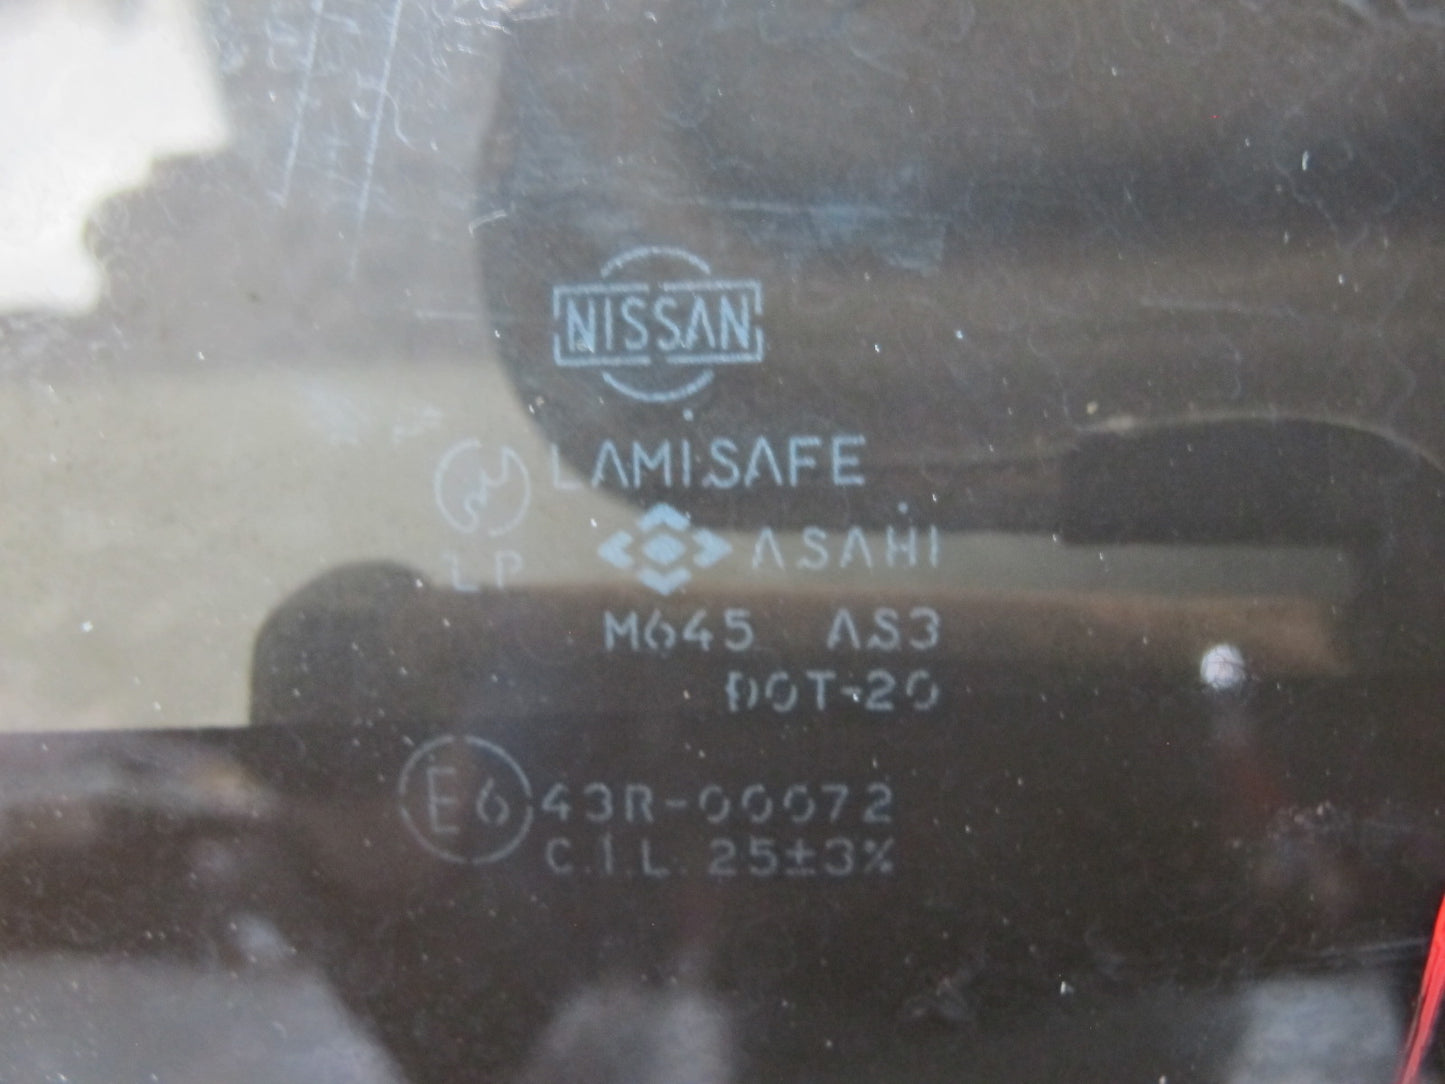 NISSAN
LAMISAFE
LP
ASAHI
M645 AS3
DOT-20
E6 43R-00072
C.I.L. 25±3%